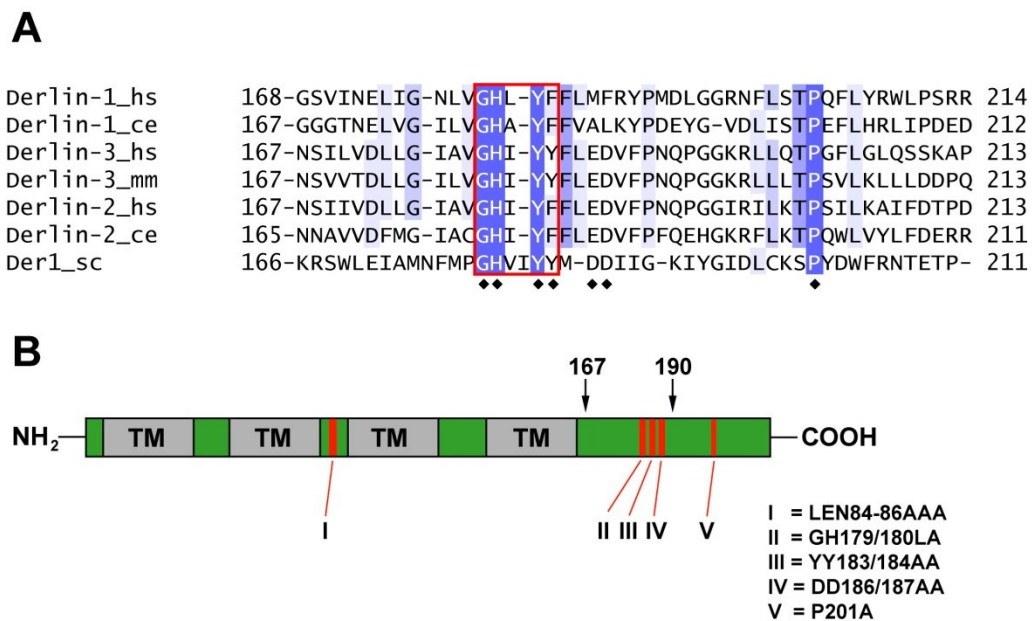 A
Derlin-1_hs 168-GSVINELIG-NLVGHL-YFFLMFRYPMDLGGRNFLSTPQFLYRWLPSRR 214
Derlin-1_ce 167-GGGTNELVG-ILVGHA-YFFVALKYPDEYG-VDLISTPEFLHRLIPDED 212
Derlin-3_hs 167-NSILVDLLG-IAVGHI-YYFLEDVFPNQPGGKRLLQTPGFLGLQSSKAP 213
Derlin-3_mm 167-NSVVTDLLG-ILVGHI-YYFLEDVFPNQPGGKRLLLTPSVLKLLLDDPQ 213
Derlin-2_hs 167-NSIIVDLLG-IAVGHI-YFFLEDVFPNQPGGIRILKTPSILKAIFDTPD 213
Derlin-2_ce 165-NNAVVDFMG-IACGHI-YFFLEDVFPFQEHGKRFLKTPQWLVYLFDERR 211
Der1_sc 166-KRSWLEIAMNFMPGHVIYYM-DDIIG-KIYGIDLCKSPYDWFRNTETP- 211
B
167 190
NH2 TM TM TM TM COOH
I II III IV V
I = LEN84-86AAA
II = GH179/180LA
III = YY183/184AA
IV = DD186/187AA
V = P201A